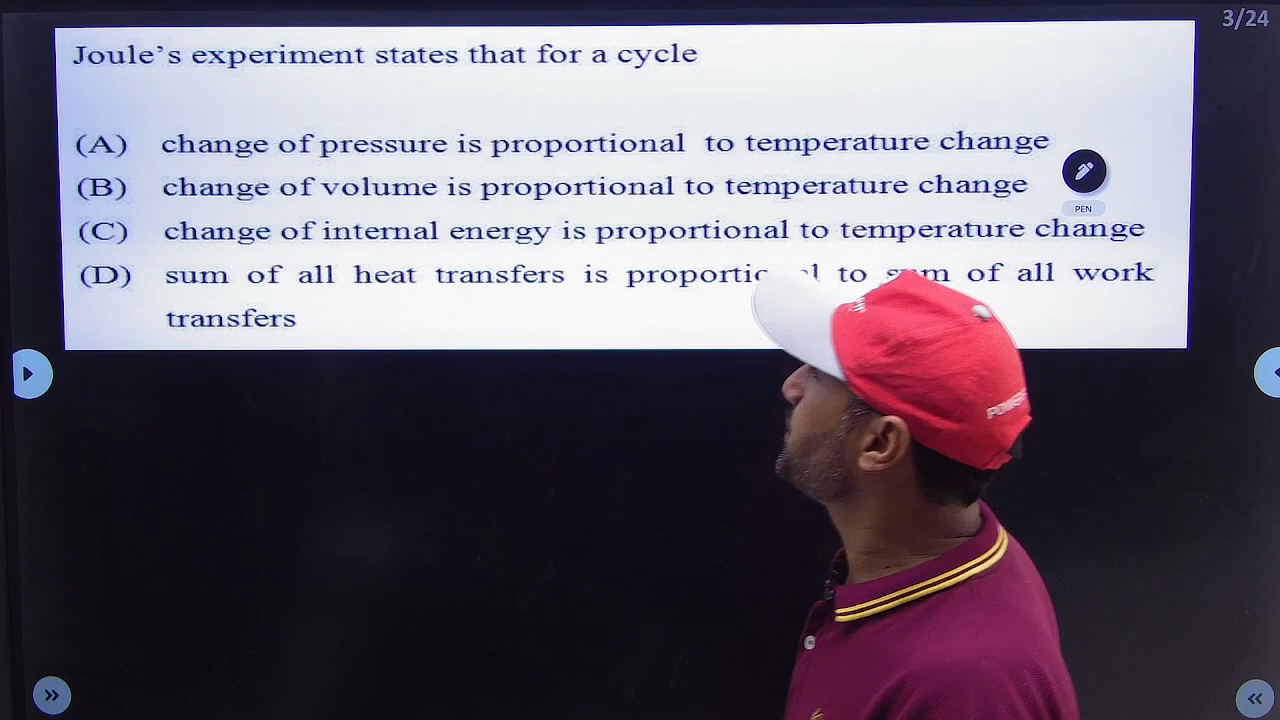 3/24
Joule's experiment states that for a cycle
(A) change of pressure is proportional to temperature change
(B) change of volume is proportional to temperature change
PEN
(C) change of internal energy is proportional to temperature change
(D) sum of all heat transfers is to of all work
transfers